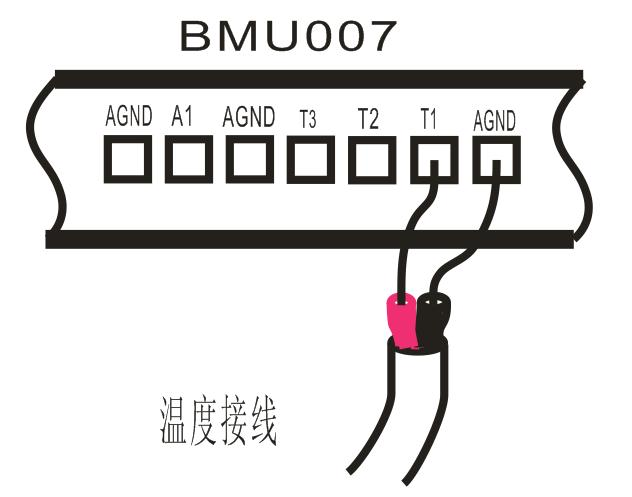 BMU007
AGND A1 AGND T3 T2 T1 AGND
温度接线